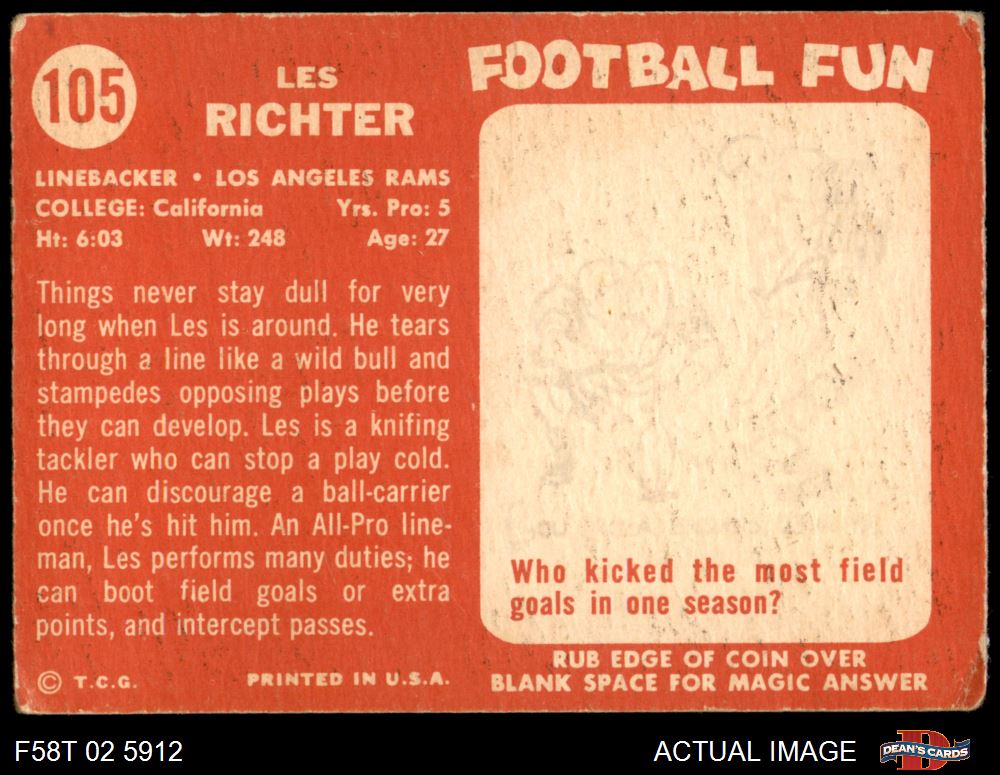 105
LES
RICHTER
LINEBACKER • LOS ANGELES RAMS
COLLEGE: California Yrs. Pro: 5
Ht: 6:03 Wt: 248 Age: 27
Things never stay dull for very
long when Les is around. He tears
through a line like a wild bull and
stampedes opposing plays before
they can develop. Les is a knifing
tackler who can stop a play cold.
He can discourage a ball-carrier
once he's hit him. An All-Pro line-
man, Les performs many duties; he
can boot field goals or extra
points, and intercept passes.
© T.C.G. PRINTED IN U.S.A.
FOOTBALL FUN
Who kicked the most field
goals in one season?
RUB EDGE OF COIN OVER
BLANK SPACE FOR MAGIC ANSWER
F58T 02 5912
ACTUAL IMAGE
DEAN'S CARDS